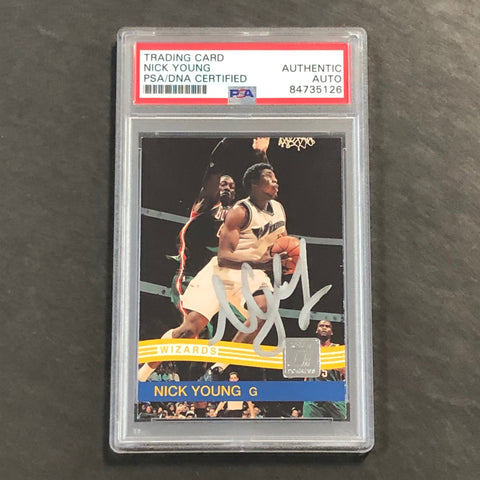 TRADING CARD
NICK YOUNG
PSA/DNA CERTIFIED
AUTHENTIC
AUTO
84735126
PSA
WIZARDS
NICK YOUNG G